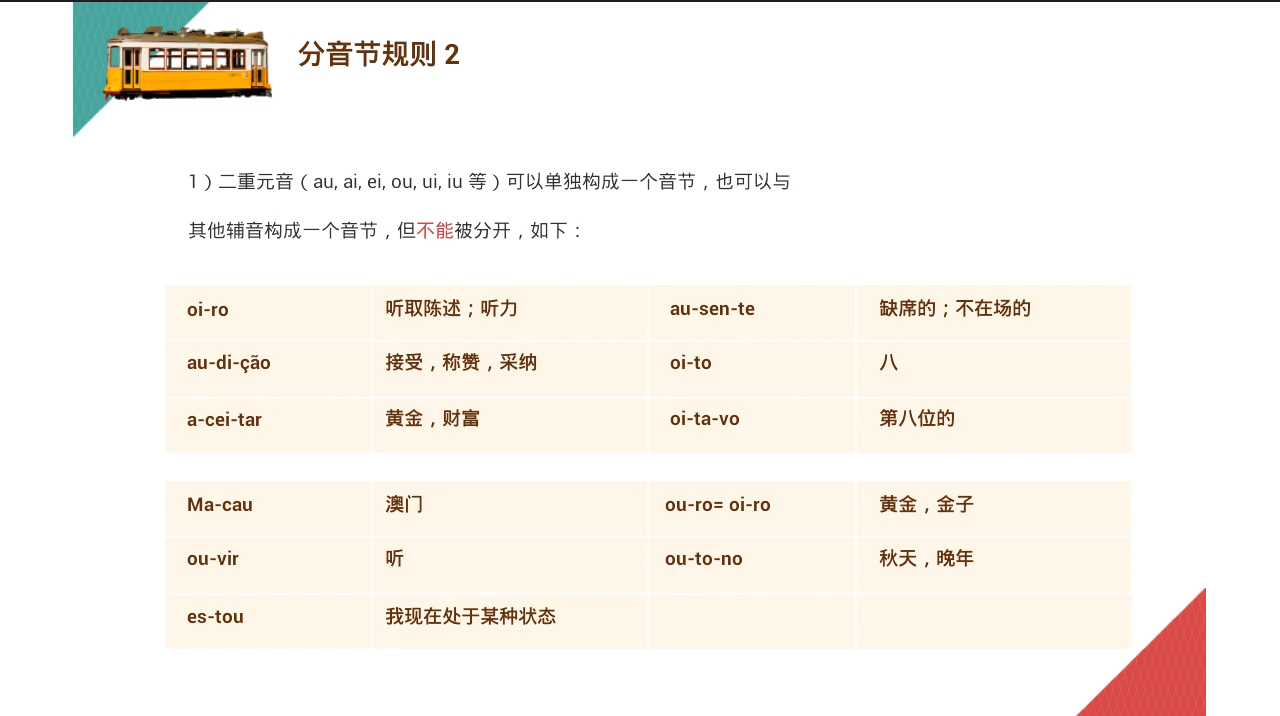 分音节规则 2
1）二重元音（au, ai, ei, ou, ui, iu 等）可以单独构成一个音节，也可以与
其他辅音构成一个音节，但不能被分开，如下：
oi-ro 听取陈述；听力 au-sen-te 缺席的；不在场的
au-di-ção 接受，称赞，采纳 oi-to 八
a-cei-tar 黄金，财富 oi-ta-vo 第八位的
Ma-cau 澳门 ou-ro= oi-ro 黄金，金子
ou-vir 听 ou-to-no 秋天，晚年
es-tou 我现在处于某种状态